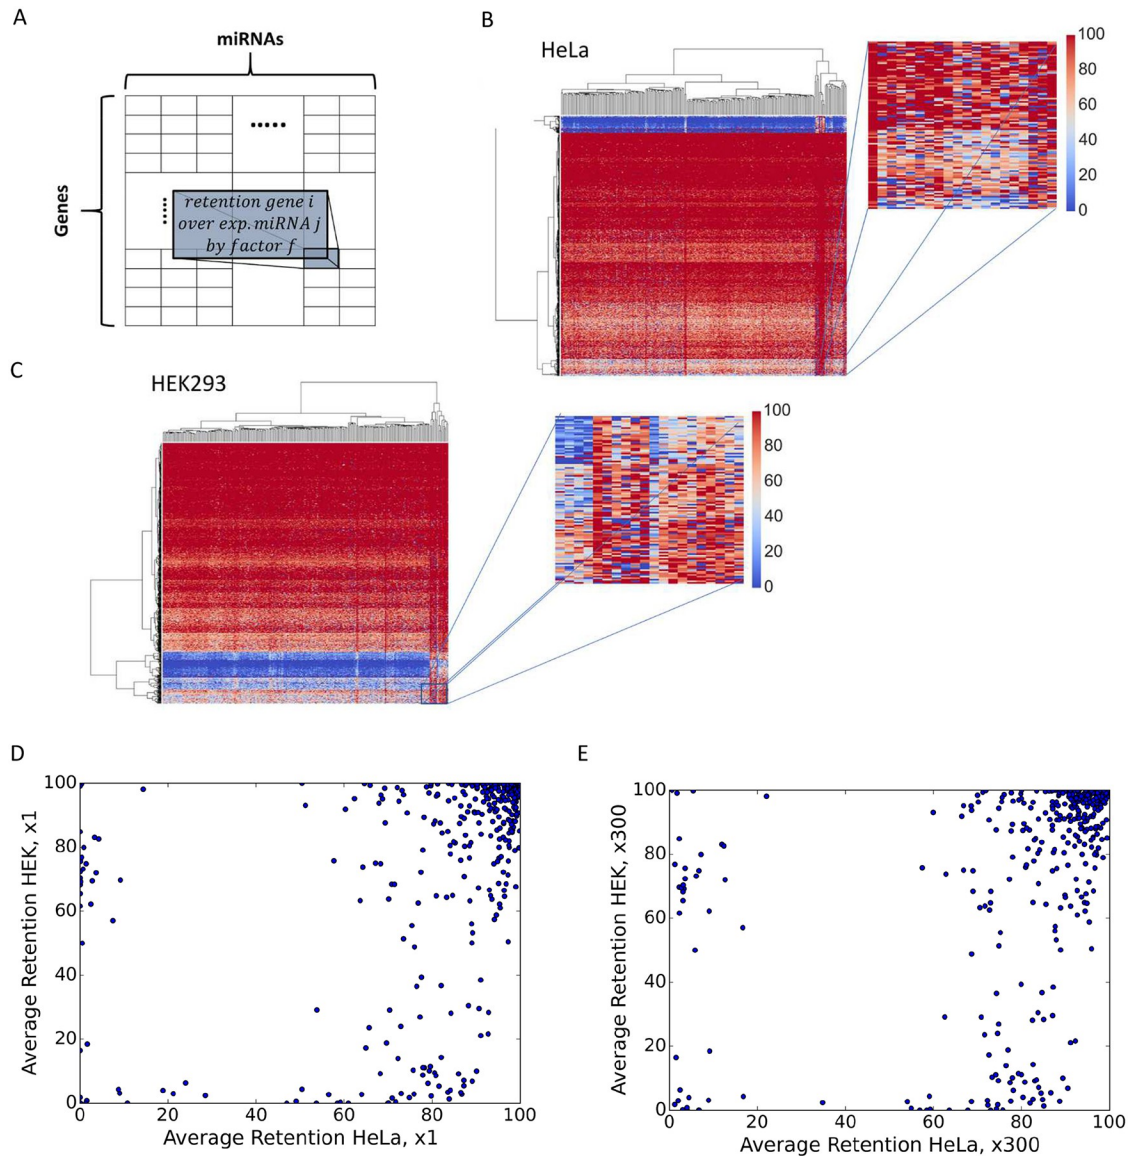 A
miRNAs
Genes
retention gene i
over exp. miRNA j
by factor f
B
HeLa
100
80
60
40
20
0
C
HEK293
100
80
60
40
20
0
D
100
80
60
40
20
0
Average Retention HEK, x1
0 20 40 60 80 100
Average Retention HeLa, x1
E
100
80
60
40
20
0
Average Retention HEK, x300
0 20 40 60 80 100
Average Retention HeLa, x300